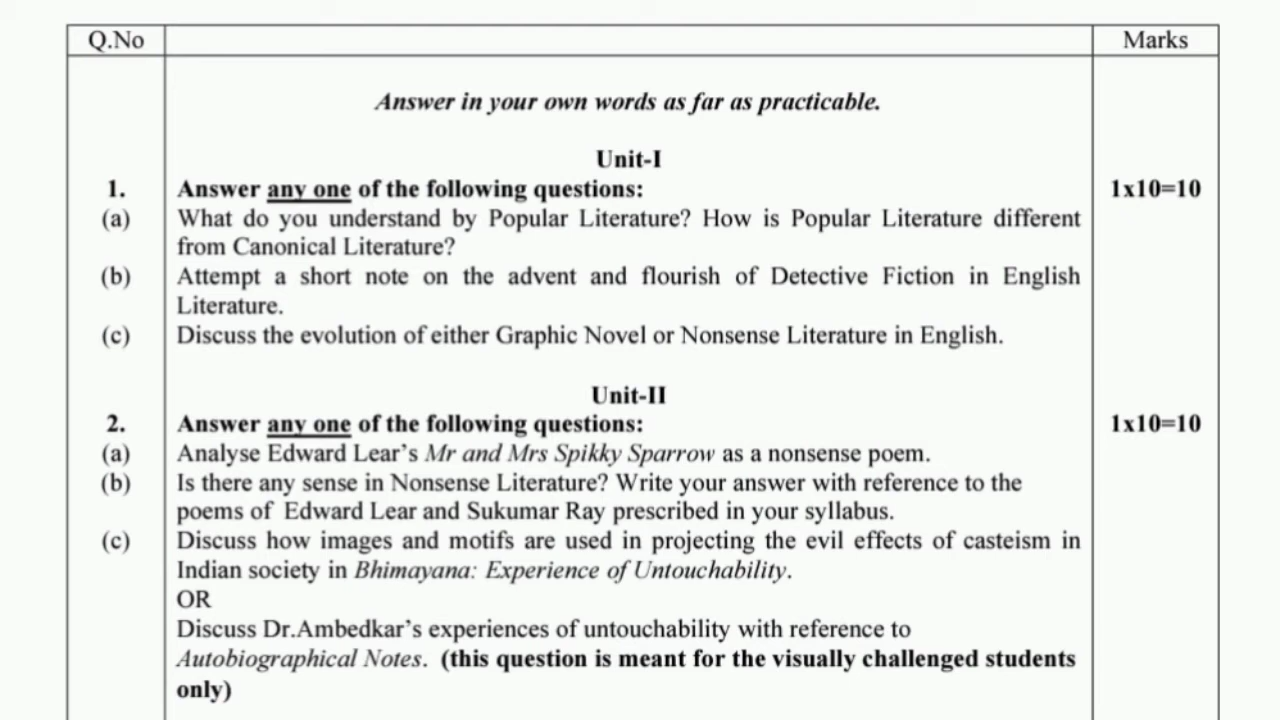 Q.No Marks
Answer in your own words as far as practicable.
Unit-I
1. Answer any one of the following questions: 1x10=10
(a) What do you understand by Popular Literature? How is Popular Literature different
from Canonical Literature?
(b) Attempt a short note on the advent and flourish of Detective Fiction in English
Literature.
(c) Discuss the evolution of either Graphic Novel or Nonsense Literature in English.
Unit-II
2. Answer any one of the following questions: 1x10=10
(a) Analyse Edward Lear's Mr and Mrs Spikky Sparrow as a nonsense poem.
(b) Is there any sense in Nonsense Literature? Write your answer with reference to the
poems of Edward Lear and Sukumar Ray prescribed in your syllabus.
(c) Discuss how images and motifs are used in projecting the evil effects of casteism in
Indian society in Bhimayana: Experience of Untouchability.
OR
Discuss Dr.Ambedkar's experiences of untouchability with reference to
Autobiographical Notes. (this question is meant for the visually challenged students
only)